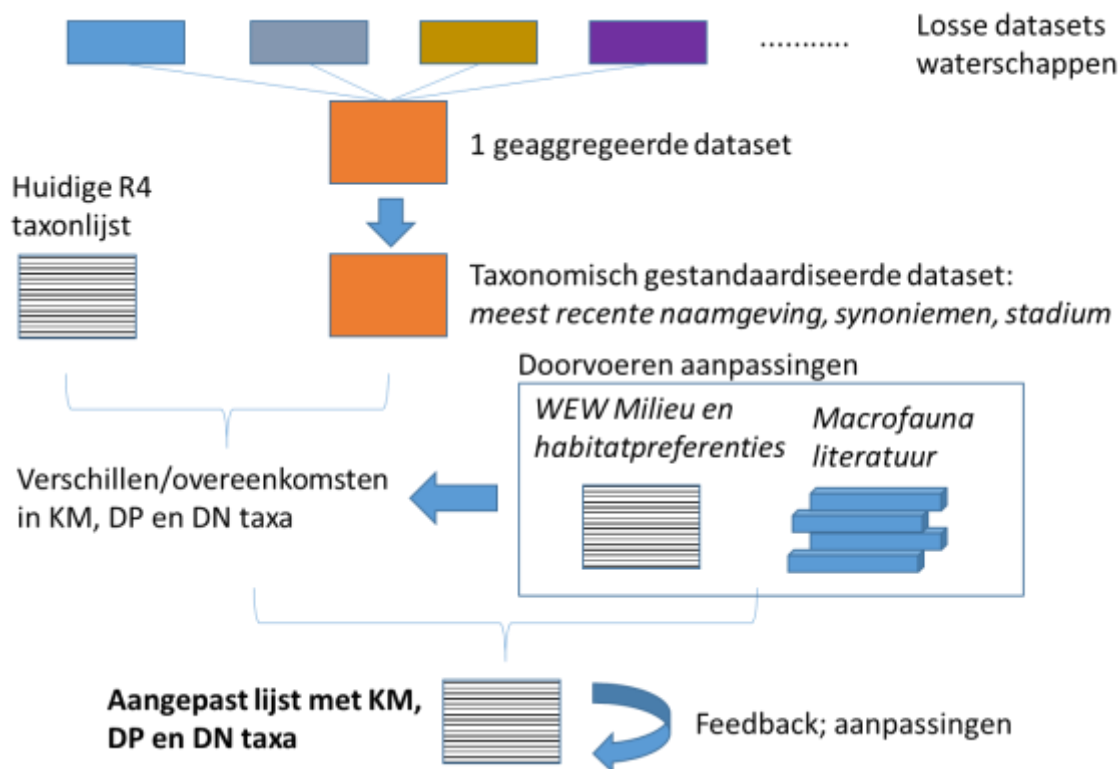 ...........
Losse datasets
waterschappen
1 geaggregeerde dataset
Huidige R4
taxonlijst
Taxonomisch gestandaardiseerde dataset:
meest recente naamgeving, synoniemen, stadium
Doorvoeren aanpassingen
WEW Milieu en
habitatpreferenties
Macrofauna
literatuur
Verschillen/overeenkomsten
in KM, DP en DN taxa
Aangepast lijst met KM,
DP en DN taxa
Feedback; aanpassingen